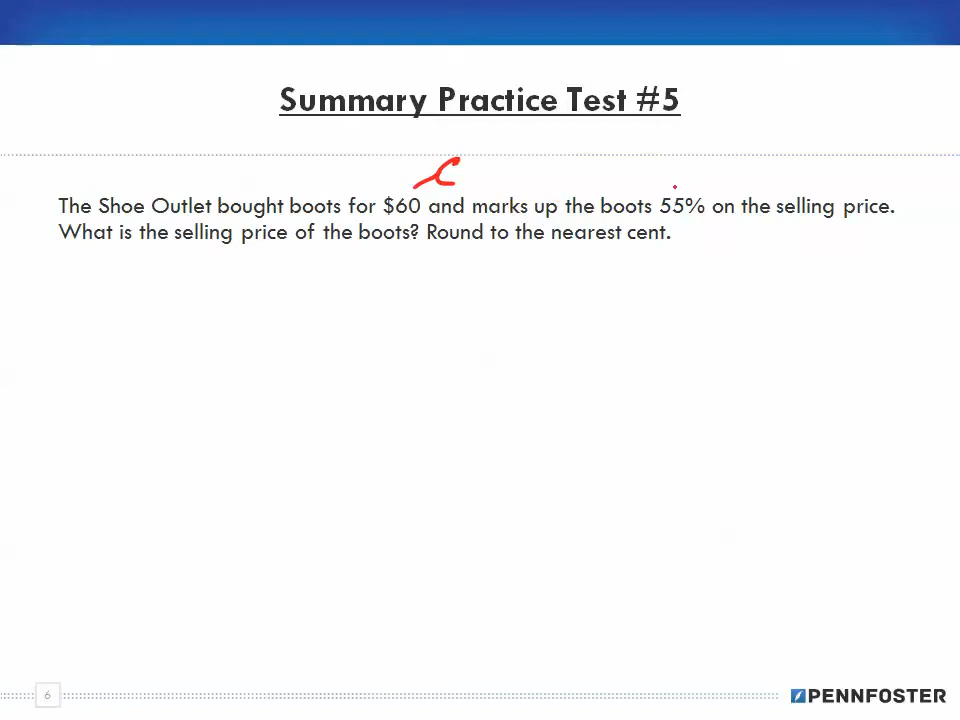 Summary Practice Test #5
C
The Shoe Outlet bought boots for $60 and marks up the boots 55% on the selling price.
What is the selling price of the boots? Round to the nearest cent.
6
PENNFOSTER